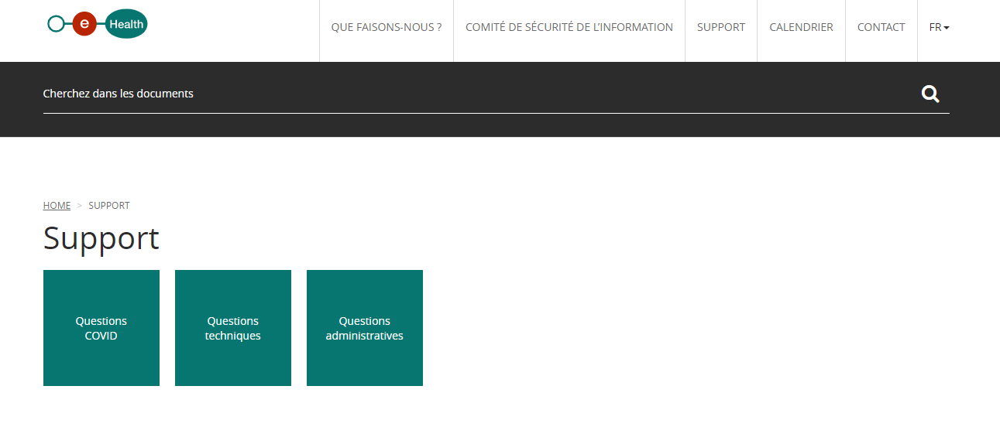 e Health
QUE FAISONS-NOUS ?
COMITÉ DE SÉCURITÉ DE L’INFORMATION
SUPPORT
CALENDRIER
CONTACT
FR
Cherchez dans les documents
HOME > SUPPORT
Support
Questions
COVID
Questions
techniques
Questions
administratives